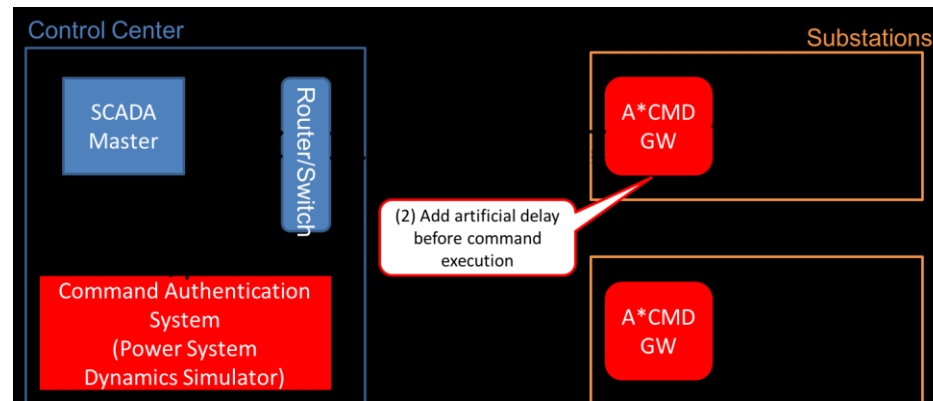 Control Center
Substations
SCADA
Master
Router/Switch
A*CMD
GW
(2) Add artificial delay
before command
execution
Command Authentication
System
(Power System
Dynamics Simulator)
A*CMD
GW